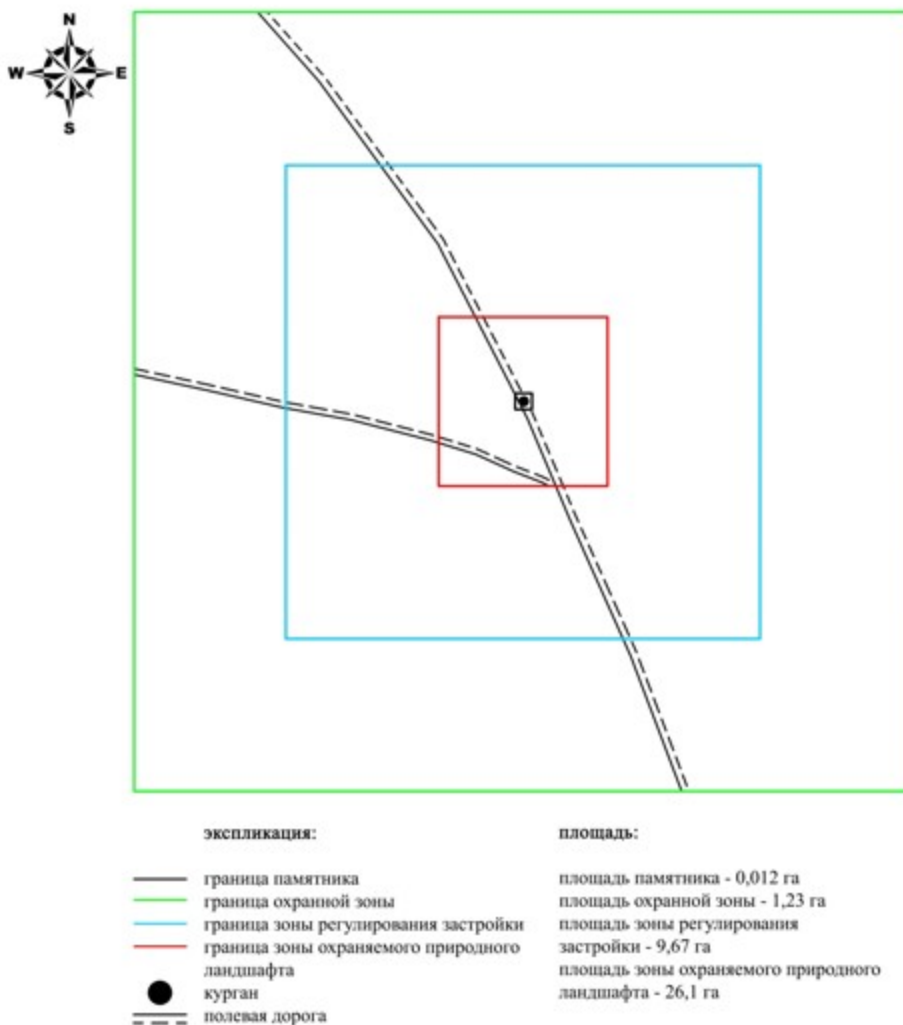 N
W E
S
экспликация:
граница памятника
граница охранной зоны
граница зоны регулирования застройки
граница зоны охраняемого природного
ландшафта
курган
полевая дорога
площадь:
площадь памятника - 0,012 га
площадь охранной зоны - 1,23 га
площадь зоны регулирования
застройки - 9,67 га
площадь зоны охраняемого природного
ландшафта - 26,1 га